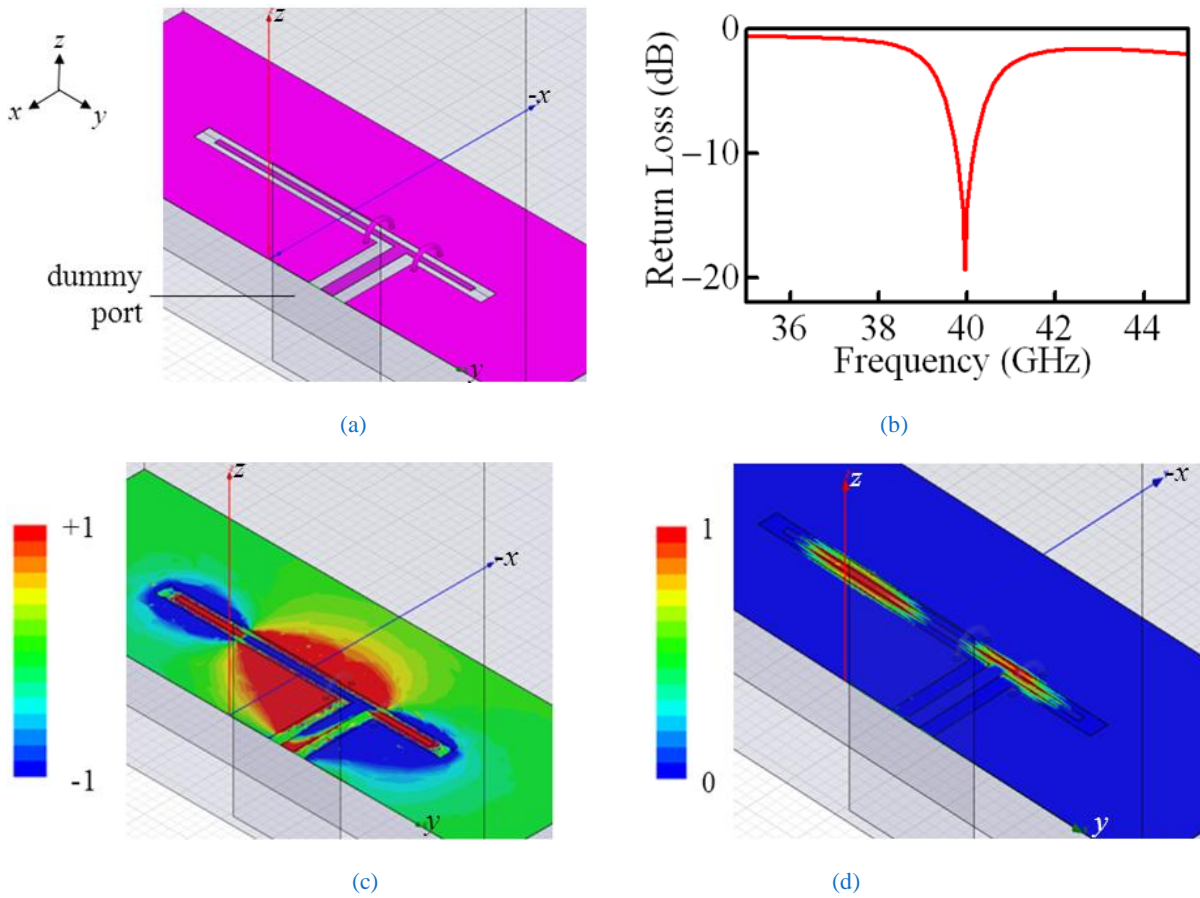 z
x
y
z
-x
dummy
port
y
(a)
Return Loss (dB)
0
−10
−20
36 38 40 42 44
Frequency (GHz)
(b)
+1
-1
z
-x
y
(c)
1
0
z
-x
y
(d)